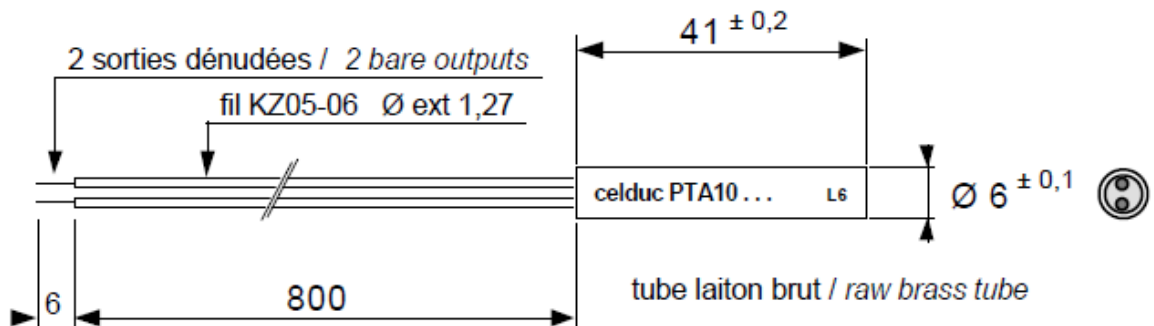 41 ± 0,2
2 sorties dénudées / 2 bare outputs
fil KZ05-06 Ø ext 1,27
celduc PTA10 . . . L6
Ø 6 ± 0,1
6
800
tube laiton brut / raw brass tube